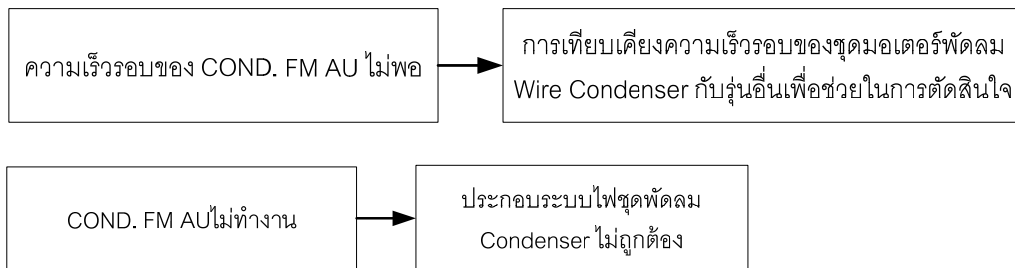 ความเร็วรอบของ COND. FM AU ไม่พอ
การเทียบเคียงความเร็วรอบของชุดมอเตอร์พัดลม
Wire Condenser กับรุ่นอื่นเพื่อช่วยในการตัดสินใจ
COND. FM AUไม่ทำงาน
ประกอบระบบไฟชุดพัดลม
Condenser ไม่ถูกต้อง